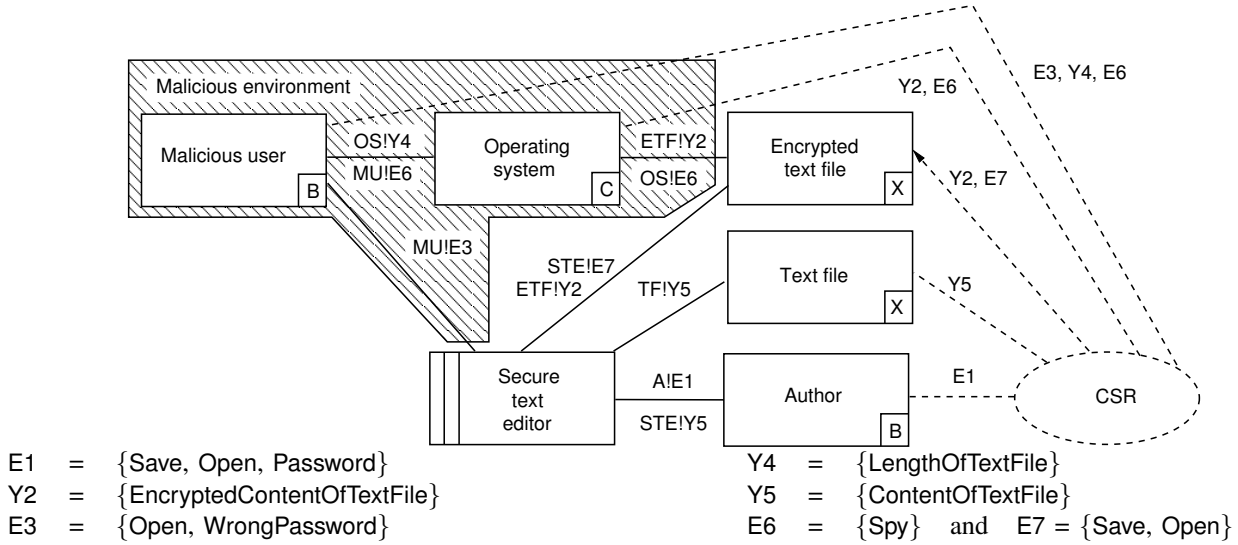 E3, Y4, E6
Y2, E6
Malicious environment
Malicious user
B
OS!Y4
MU!E6
Operating
system
C
ETF!Y2
OS!E6
Encrypted
text file
X
Y2, E7
MU!E3
STE!E7
ETF!Y2
TF!Y5
Text file
X
Y5
Secure
text
editor
A!E1
STE!Y5
Author
B
E1
CSR
E1 = {Save, Open, Password}
Y2 = {EncryptedContentOfTextFile}
E3 = {Open, WrongPassword}
Y4 = {LengthOfTextFile}
Y5 = {ContentOfTextFile}
E6 = {Spy} and E7 = {Save, Open}